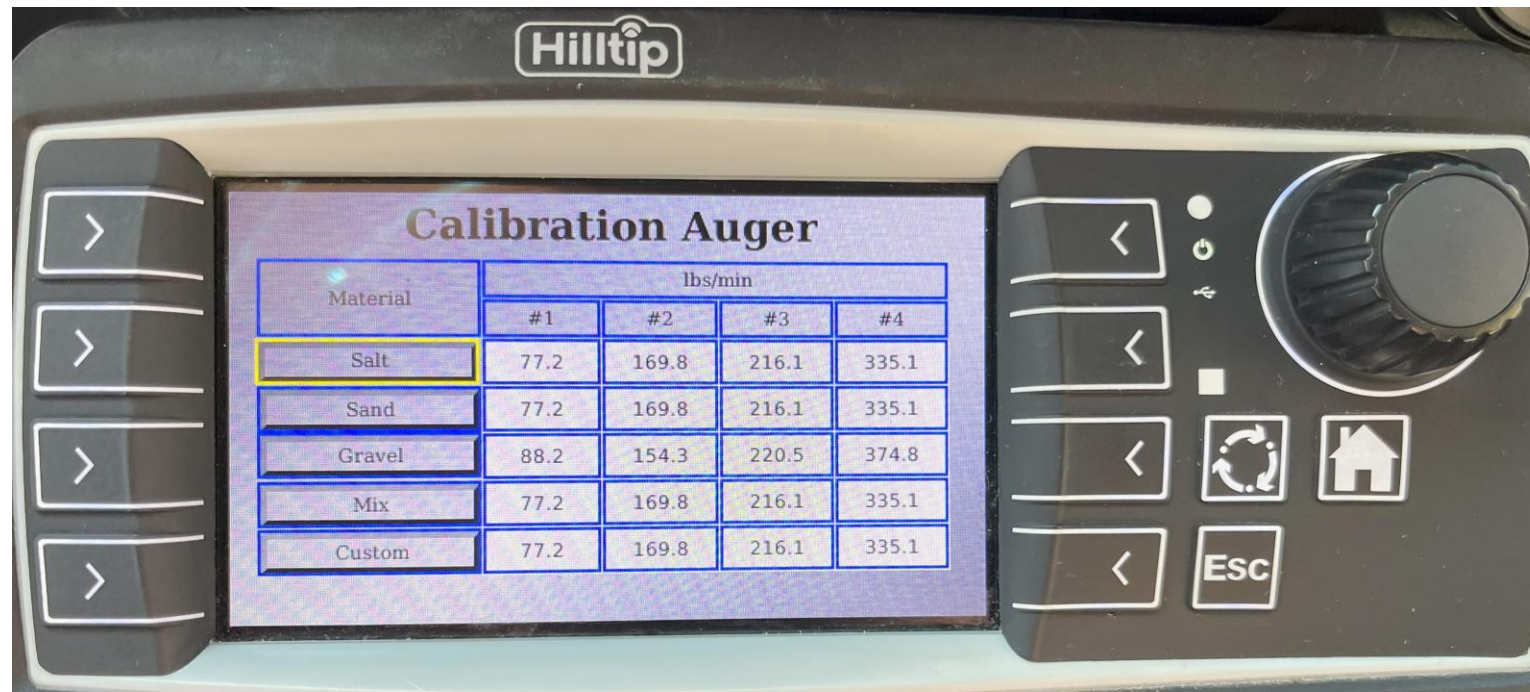 Hilltip
Calibration Auger
Material lbs/min
#1 #2 #3 #4
Salt 77.2 169.8 216.1 335.1
Sand 77.2 169.8 216.1 335.1
Gravel 88.2 154.3 220.5 374.8
Mix 77.2 169.8 216.1 335.1
Custom 77.2 169.8 216.1 335.1
Esc